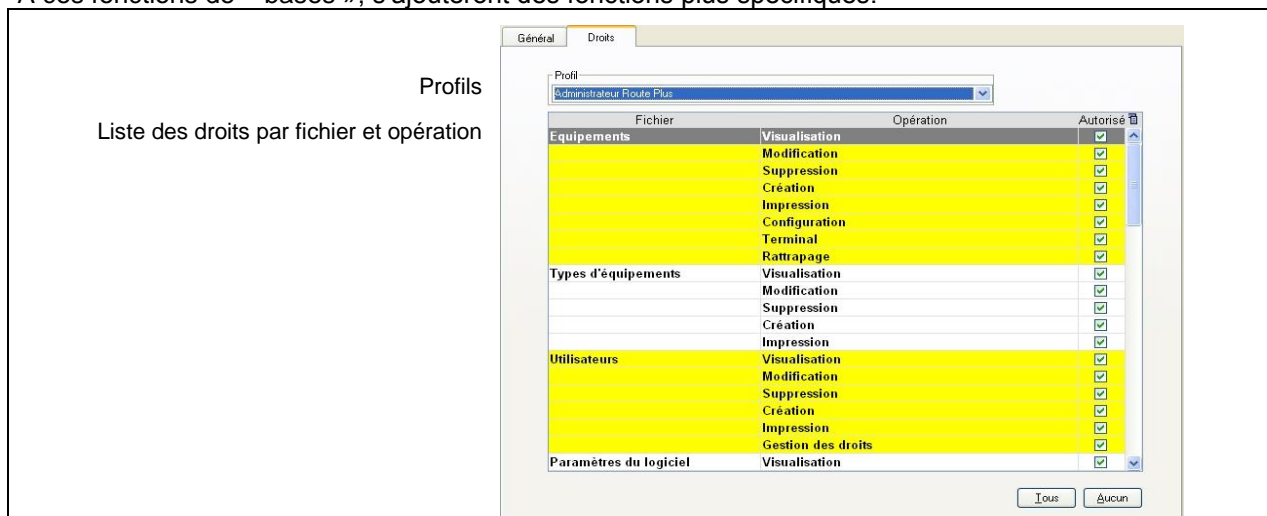 A ces fonctions de « bases », s'ajouteront des fonctions plus spécifiques.
Général Droits
Profils
Profil
Administrateur Route Plus
Liste des droits par fichier et opération
Fichier Opération Autorisé
Equipements Visualisation
Modification
Suppression
Création
Impression
Configuration
Terminal
Rattrapage
Types d'équipements Visualisation
Modification
Suppression
Création
Impression
Utilisateurs Visualisation
Modification
Suppression
Création
Impression
Gestion des droits
Paramètres du logiciel Visualisation
Tous Aucun